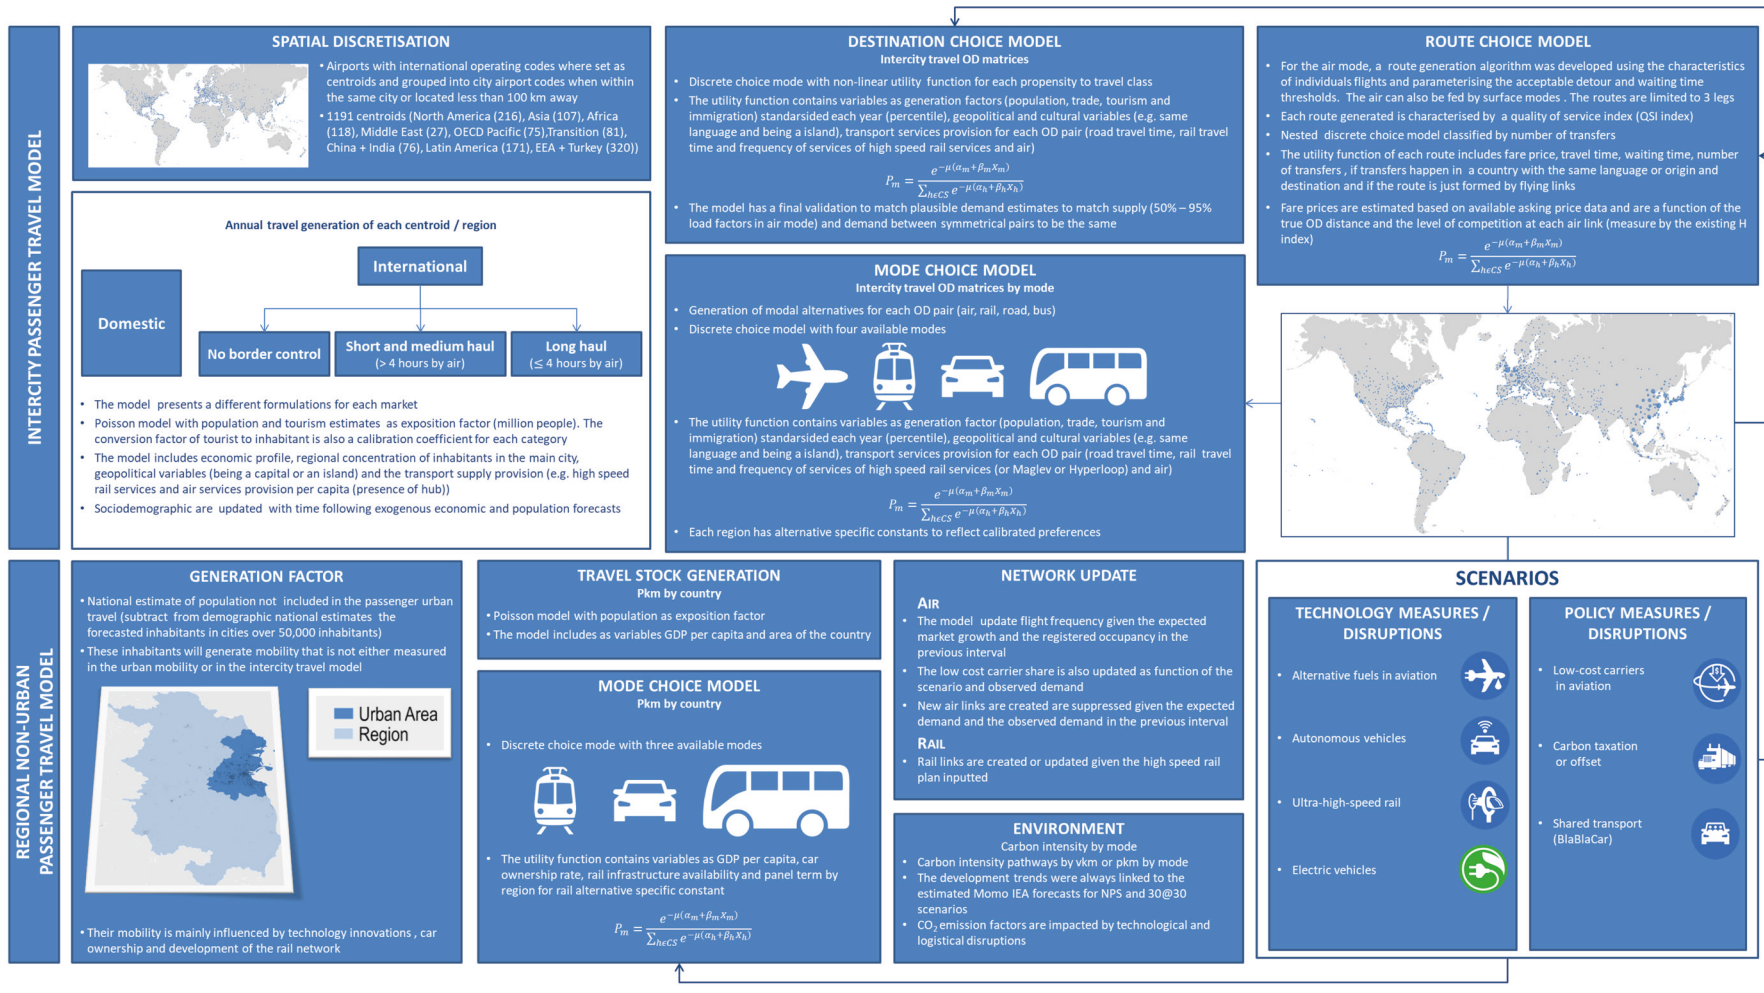 INTERCITY PASSENGER TRAVEL MODEL
SPATIAL DISCRETISATION
• Airports with international operating codes where set as
centroids and grouped into city airport codes when within
the same city or located less than 100 km away
• 1191 centroids (North America (216), Asia (107), Africa
(118), Middle East (27), OECD Pacific (75),Transition (81),
China + India (76), Latin America (171), EEA + Turkey (320))
Annual travel generation of each centroid / region
International
Domestic
No border control
Short and medium haul
(> 4 hours by air)
Long haul
(≤ 4 hours by air)
• The model presents a different formulations for each market
• Poisson model with population and tourism estimates as exposition factor (million people). The
conversion factor of tourist to inhabitant is also a calibration coefficient for each category
• The model includes economic profile, regional concentration of inhabitants in the main city,
geopolitical variables (being a capital or an island) and the transport supply provision (e.g. high speed
rail services and air services provision per capita (presence of hub))
• Sociodemographic are updated with time following exogenous economic and population forecasts
DESTINATION CHOICE MODEL
Intercity travel OD matrices
• Discrete choice mode with non-linear utility function for each propensity to travel class
• The utility function contains variables as generation factors (population, trade, tourism and
immigration) standarsided each year (percentile), geopolitical and cultural variables (e.g. same
language and being a island), transport services provision for each OD pair (road travel time, rail travel
time and frequency of services of high speed rail services and air)
P_m = e^{−μ(α_m+β_m X_m)} / ∑_{hϵCS} e^{−μ(α_h+β_h X_h)}
• The model has a final validation to match plausible demand estimates to match supply (50% – 95%
load factors in air mode) and demand between symmetrical pairs to be the same
MODE CHOICE MODEL
Intercity travel OD matrices by mode
• Generation of modal alternatives for each OD pair (air, rail, road, bus)
• Discrete choice model with four available modes
• The utility function contains variables as generation factor (population, trade, tourism and
immigration) standarsided each year (percentile), geopolitical and cultural variables (e.g. same
language and being a island), transport services provision for each OD pair (road travel time, rail travel
time and frequency of services of high speed rail services (or Maglev or Hyperloop) and air)
P_m = e^{−μ(α_m+β_m X_m)} / ∑_{hϵCS} e^{−μ(α_h+β_h X_h)}
• Each region has alternative specific constants to reflect calibrated preferences
ROUTE CHOICE MODEL
• For the air mode, a route generation algorithm was developed using the characteristics
of individuals flights and parameterising the acceptable detour and waiting time
thresholds. The air can also be fed by surface modes . The routes are limited to 3 legs
• Each route generated is characterised by a quality of service index (QSI index)
• Nested discrete choice model classified by number of transfers
• The utility function of each route includes fare price, travel time, waiting time, number
of transfers , if transfers happen in a country with the same language or origin and
destination and if the route is just formed by flying links
• Fare prices are estimated based on available asking price data and are a function of the
true OD distance and the level of competition at each air link (measure by the existing H
index)
P_m = e^{−μ(α_m+β_m X_m)} / ∑_{hϵCS} e^{−μ(α_h+β_h X_h)}
REGIONAL NON-URBAN
PASSENGER TRAVEL MODEL
GENERATION FACTOR
• National estimate of population not included in the passenger urban
travel (subtract from demographic national estimates the
forecasted inhabitants in cities over 50,000 inhabitants)
• These inhabitants will generate mobility that is not either measured
in the urban mobility or in the intercity travel model
Urban Area
Region
• Their mobility is mainly influenced by technology innovations , car
ownership and development of the rail network
TRAVEL STOCK GENERATION
Pkm by country
• Poisson model with population as exposition factor
• The model includes as variables GDP per capita and area of the country
MODE CHOICE MODEL
Pkm by country
• Discrete choice mode with three available modes
• The utility function contains variables as GDP per capita, car
ownership rate, rail infrastructure availability and panel term by
region for rail alternative specific constant
P_m = e^{−μ(α_m+β_m X_m)} / ∑_{hϵCS} e^{−μ(α_h+β_h X_h)}
NETWORK UPDATE
AIR
• The model update flight frequency given the expected
market growth and the registered occupancy in the
previous interval
• The low cost carrier share is also updated as function of the
scenario and observed demand
• New air links are created are suppressed given the expected
demand and the observed demand in the previous interval
RAIL
• Rail links are created or updated given the high speed rail
plan inputted
ENVIRONMENT
Carbon intensity by mode
• Carbon intensity pathways by vkm or pkm by mode
• The development trends were always linked to the
estimated Momo IEA forecasts for NPS and 30@30
scenarios
• CO₂ emission factors are impacted by technological and
logistical disruptions
SCENARIOS
TECHNOLOGY MEASURES /
DISRUPTIONS
• Alternative fuels in aviation
• Autonomous vehicles
• Ultra-high-speed rail
• Electric vehicles
POLICY MEASURES /
DISRUPTIONS
• Low-cost carriers
in aviation
• Carbon taxation
or offset
• Shared transport
(BlaBlaCar)